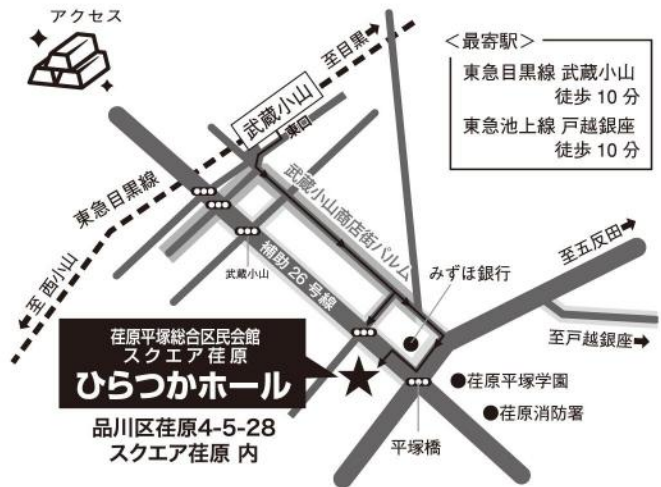 アクセス
至目黒
＜最寄駅＞
東急目黒線 武蔵小山
徒歩 10 分
東急池上線 戸越銀座
徒歩 10 分
武蔵小山
東口
東急目黒線
武蔵小山商店街パルム
至五反田
至 西小山
武蔵小山
補助 26 号線
みずほ銀行
至戸越銀座
荏原平塚総合区民会館
スクエア荏原
ひらつかホール
品川区荏原4-5-28
スクエア荏原 内
●荏原平塚学園
●荏原消防署
平塚橋